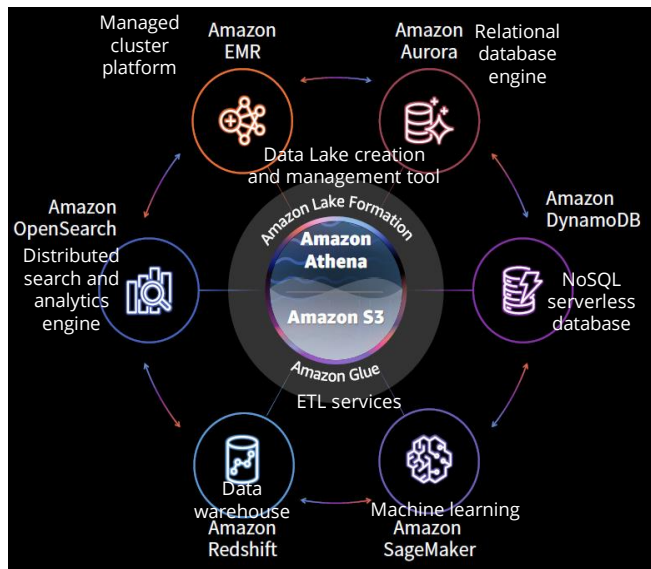 Managed
cluster
platform
Amazon
EMR
Amazon
Aurora
Relational
database
engine
Data Lake creation
and management tool
Amazon Lake Formation
Amazon
OpenSearch
Distributed
search and
analytics
engine
Amazon
Athena
Amazon S3
Amazon
DynamoDB
NoSQL
serverless
database
Amazon Glue
ETL services
Data
warehouse
Amazon
Redshift
Machine learning
Amazon
SageMaker